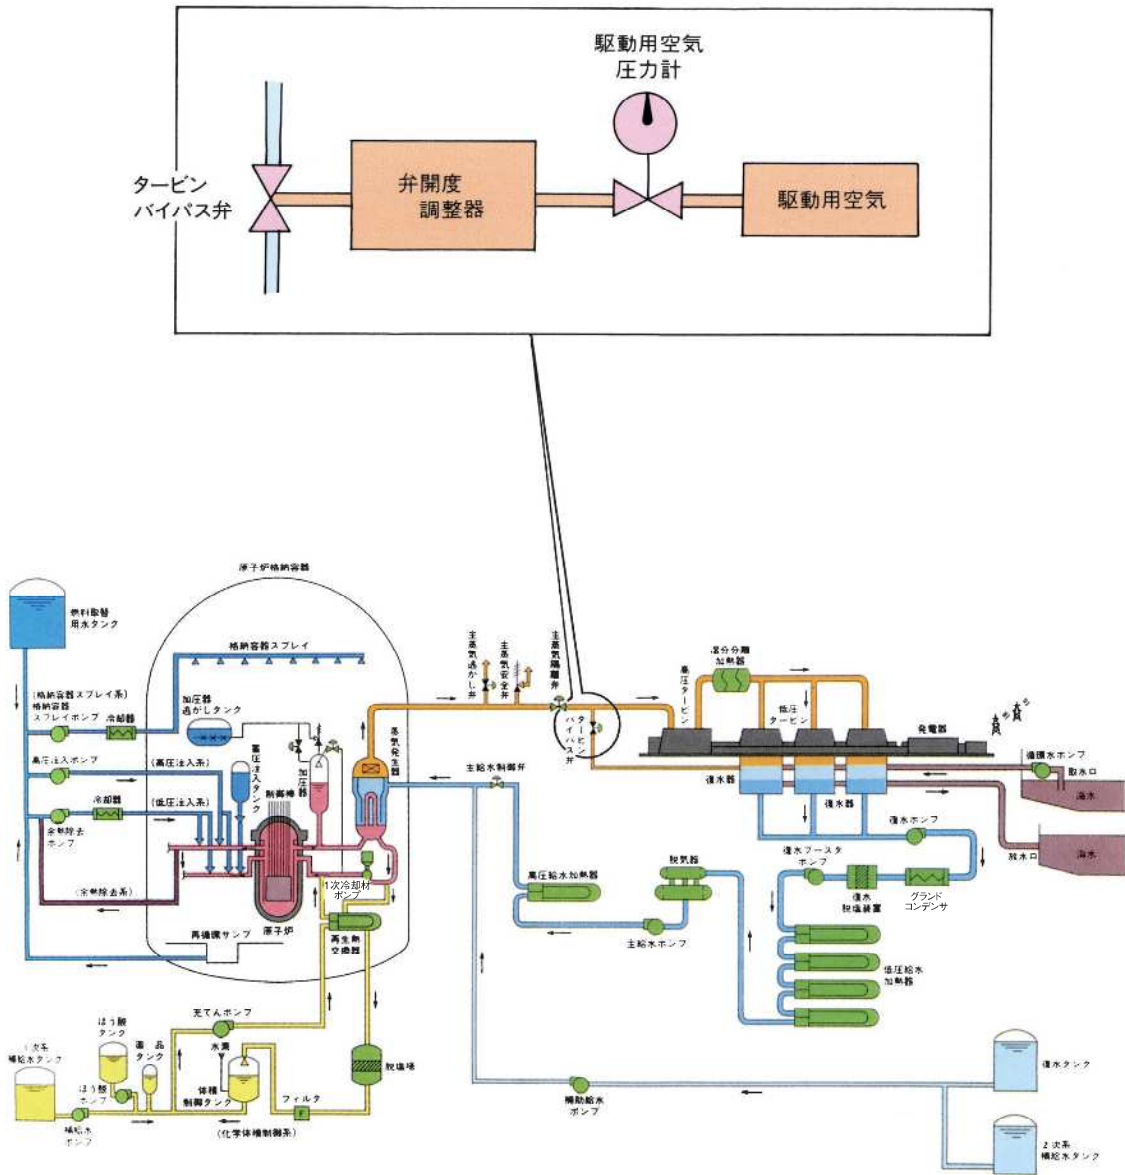 駆動用空気
圧力計
タービン
バイパス弁
弁開度
調整器
駆動用空気
原子炉格納容器
燃料取替
用水タンク
格納容器スプレイ
(格納容器スプレイ系)
格納容器
スプレイポンプ
冷却器
加圧器
逃がしタンク
高圧注入ポンプ
(高圧注入系)
蓄圧注入タンク
加圧器
蒸気発生器
冷却器
(低圧注入系)
制御棒
余熱除去
ポンプ
(余熱除去系)
1次冷却材
ポンプ
原子炉
再循環サンプ
再生熱
交換器
主蒸気逃がし弁
主蒸気安全弁
主蒸気隔離弁
タービン
バイパス弁
湿分分離
加熱器
高圧タービン
低圧
タービン
発電器
循環水ポンプ
取水口
海水
復水器
復水器
放水口
海水
主給水制御弁
復水ポンプ
復水ブースタ
ポンプ
脱気器
高圧給水加熱器
復水
脱塩装置
グランド
コンデンサ
主給水ポンプ
低圧給水
加熱器
充てんポンプ
ほう酸
タンク
薬品
タンク
水素
1次系
補給水タンク
ほう酸
ポンプ
体積
制御タンク
フィルタ
F
脱塩塔
補給水
ポンプ
(化学体積制御系)
補助給水
ポンプ
復水タンク
2次系
補給水タンク